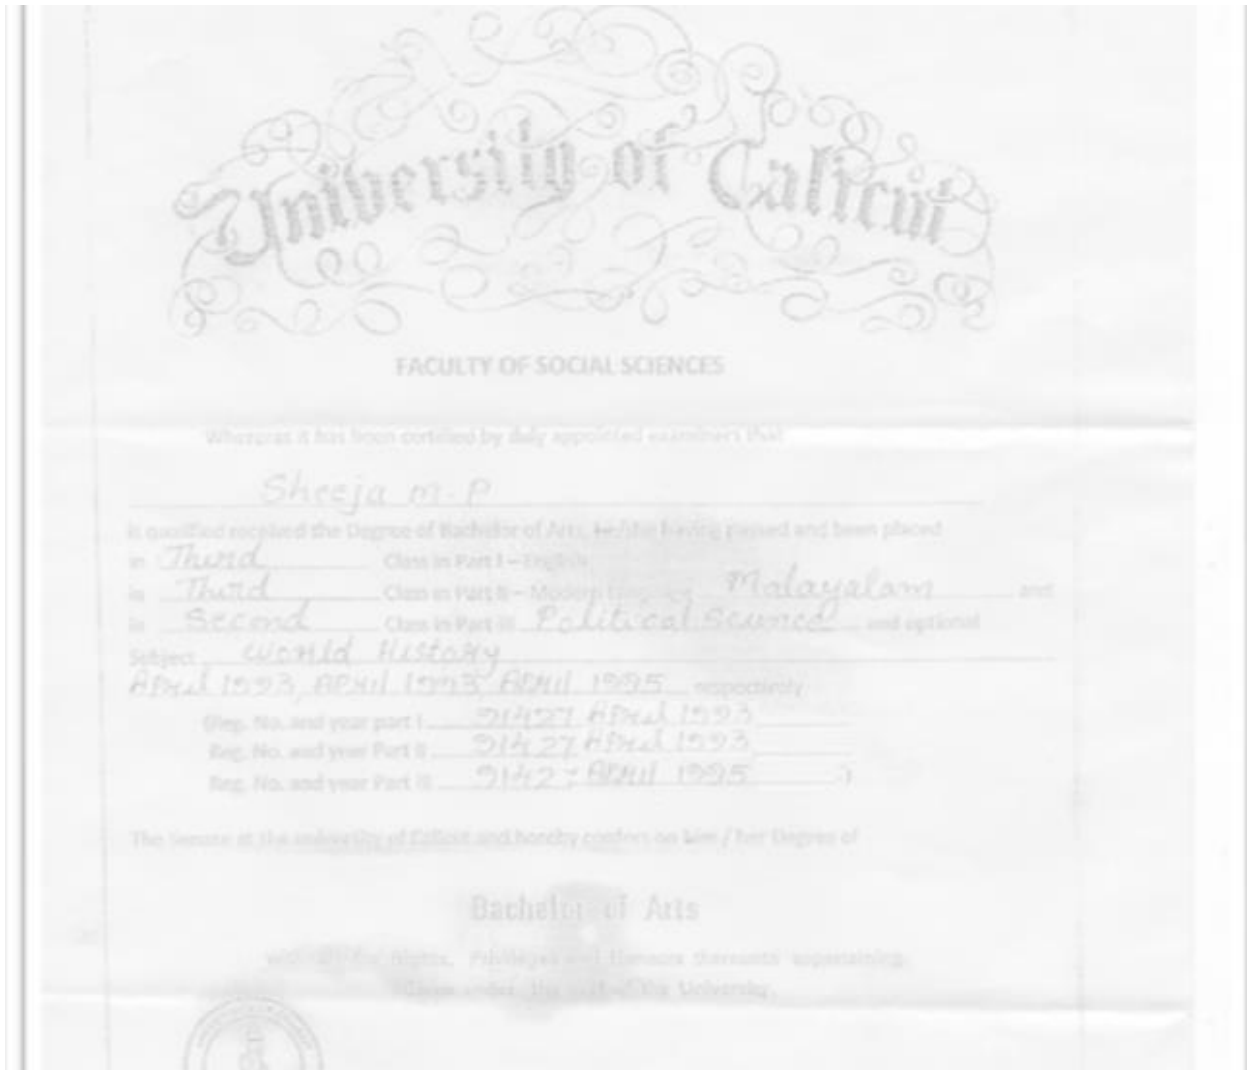 University of Calicut
FACULTY OF SOCIAL SCIENCES
Whereas it has been certified by duly appointed examiners that
Sheeja M. P
is qualified received the Degree of Bachelor of Arts, he/she having passed and been placed
in Third Class in Part I – English
in Third Class in Part II – Modern Language Malayalam and
in Second Class in Part III Political Science and optional
Subject World History
April 1993, April 1993, April 1995 respectively
(Reg. No. and year part I 91427 April 1993
Reg. No. and year Part II 91427 April 1993
Reg. No. and year Part III 91427 April 1995 )
The Senate of the university of Calicut and hereby confers on him / her Degree of
Bachelor of Arts
with all the Rights, Privileges and Honours thereunto appertaining.
Given under the seal of the University.